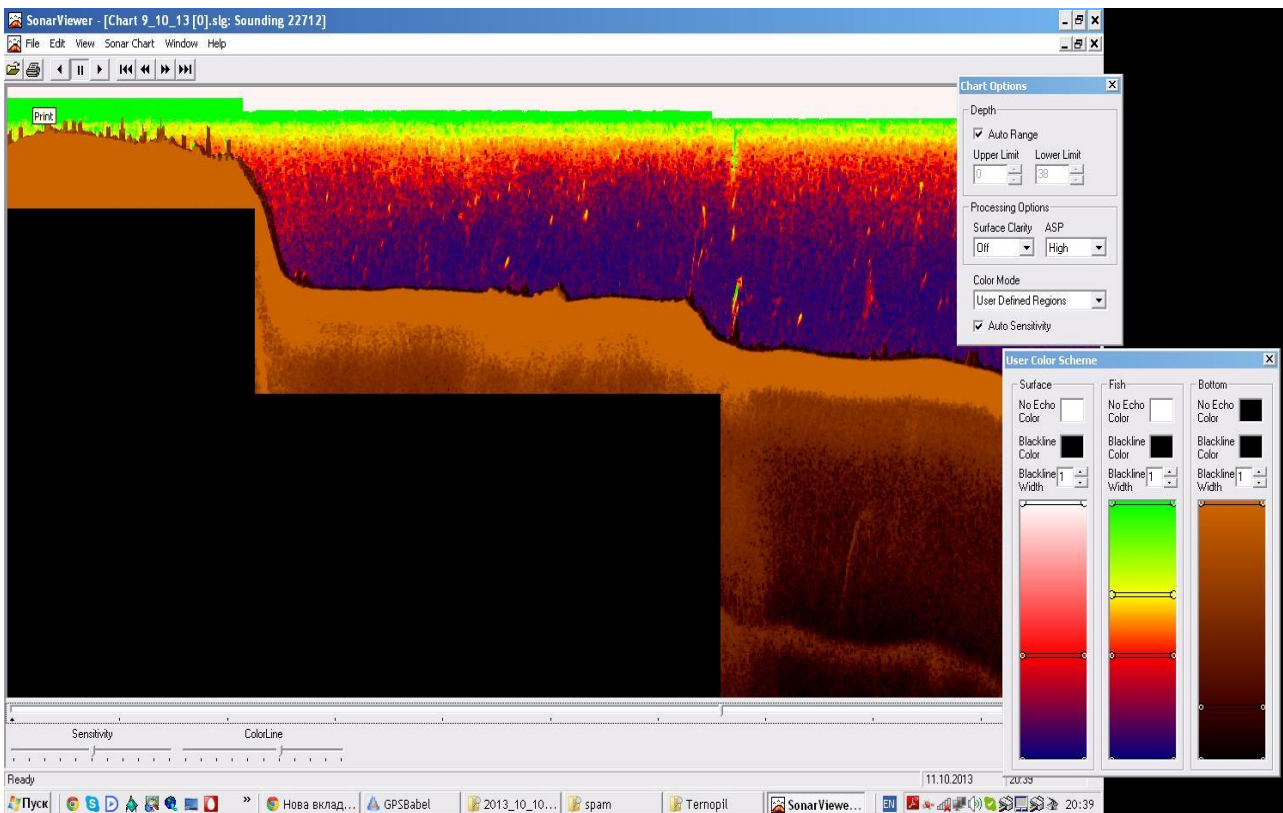 SonarViewer - [Chart 9_10_13 [0].slg: Sounding 22712]
File Edit View Sonar Chart Window Help
Print
Chart Options
Depth
Auto Range
Upper Limit Lower Limit
0 38
Processing Options
Surface Clarity ASP
Off High
Color Mode
User Defined Regions
Auto Sensitivity
User Color Scheme
Surface Fish Bottom
No Echo Color No Echo Color No Echo Color
Blackline Color Blackline Color Blackline Color
Blackline Width 1 Blackline Width 1 Blackline Width 1
Sensitivity ColorLine
Ready 11.10.2013 20:39
Пуск » Нова вклад... GPSBabel 2013_10_10... spam Ternopil SonarViewe... EN 20:39